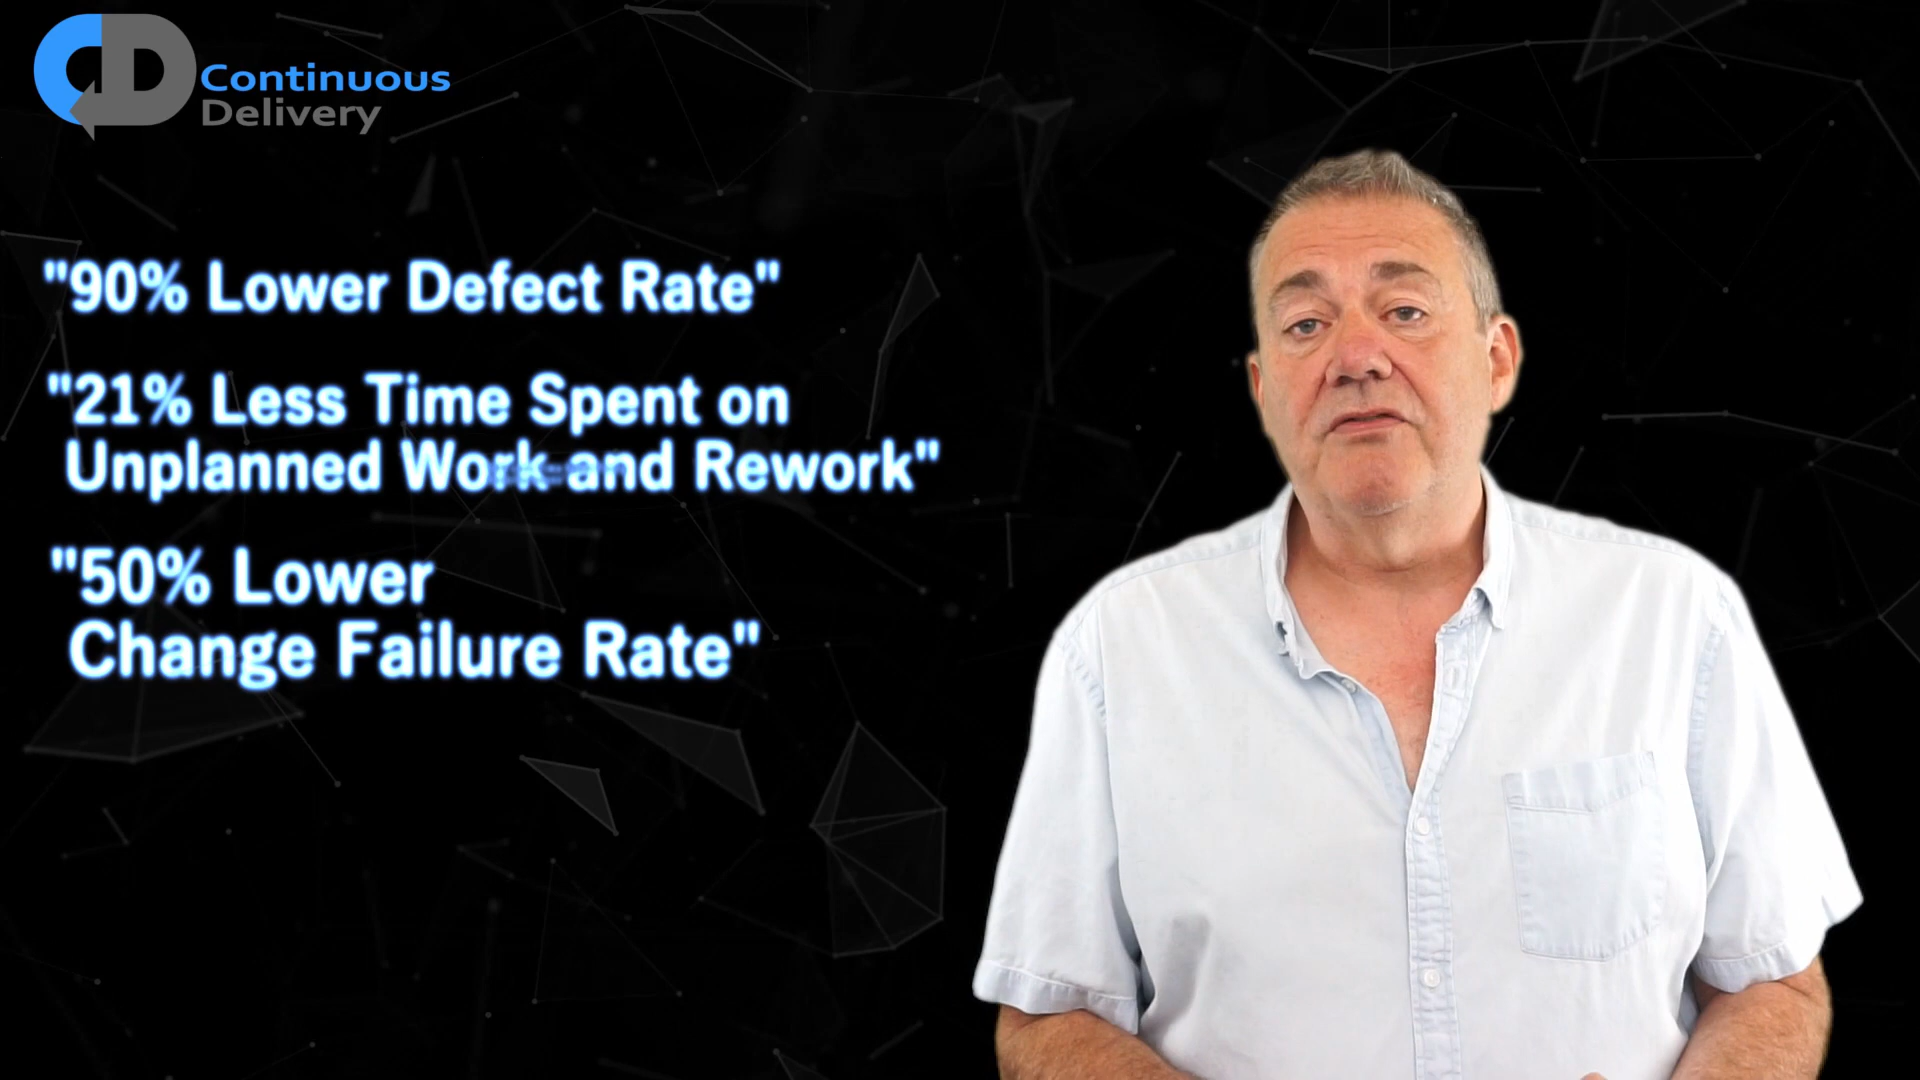 Continuous
Delivery
"90% Lower Defect Rate"
"21% Less Time Spent on
Unplanned Work and Rework"
"50% Lower
Change Failure Rate"